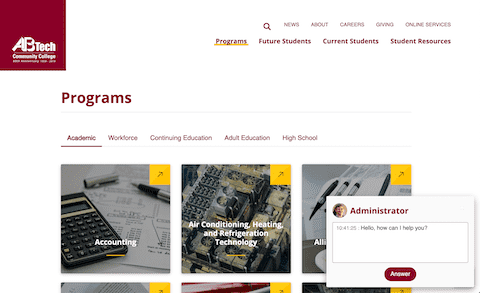 NEWS ABOUT CAREERS GIVING ONLINE SERVICES
AB Tech
Community College
Programs Future Students Current Students Student Resources
Programs
Academic Workforce Continuing Education Adult Education High School
Accounting
Air Conditioning, Heating,
and Refrigeration
Technology
Alli
Administrator
10:41:25 Hello, how can I help you?
Answer